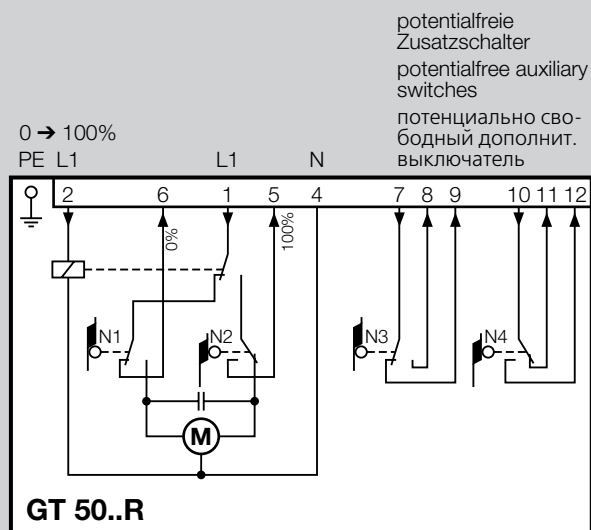 potentialfreie
Zusatzschalter
potentialfree auxiliary
switches
потенциально сво-
бодный дополнит.
выключатель
0 ➔ 100%
PE L1 L1 N
2 6 1 5 4 7 8 9 10 11 12
0%
100%
N1 N2 N3 N4
M
GT 50..R